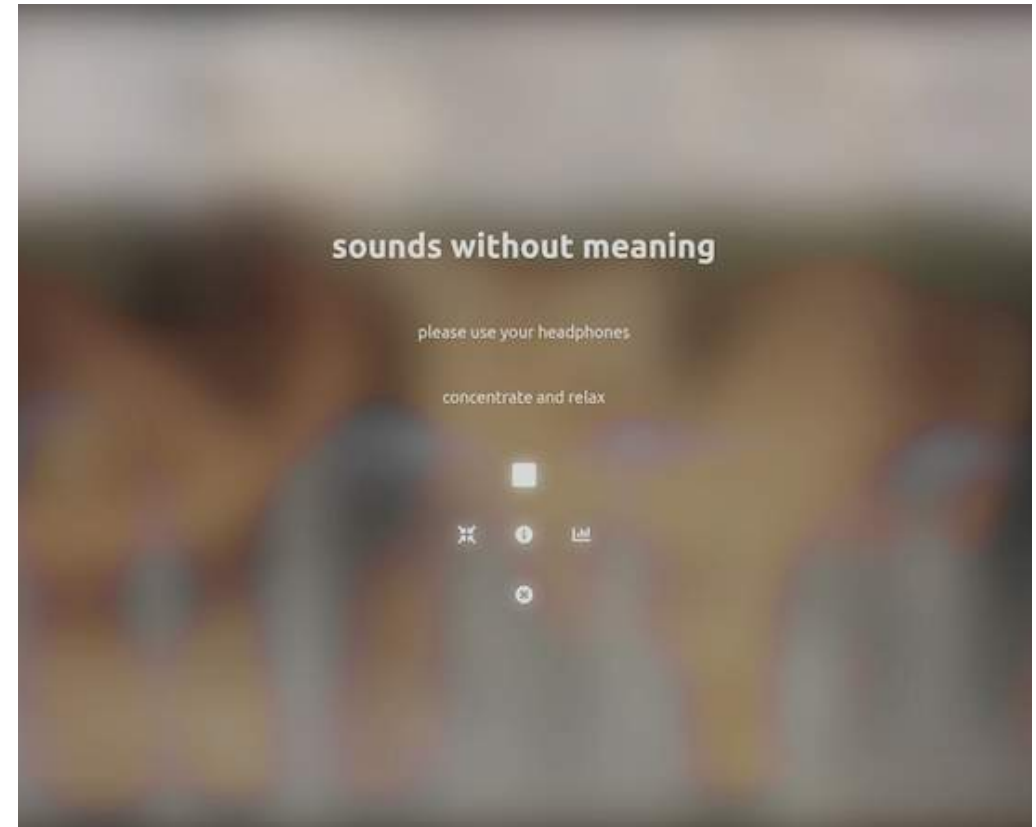 sounds without meaning
please use your headphones
concentrate and relax